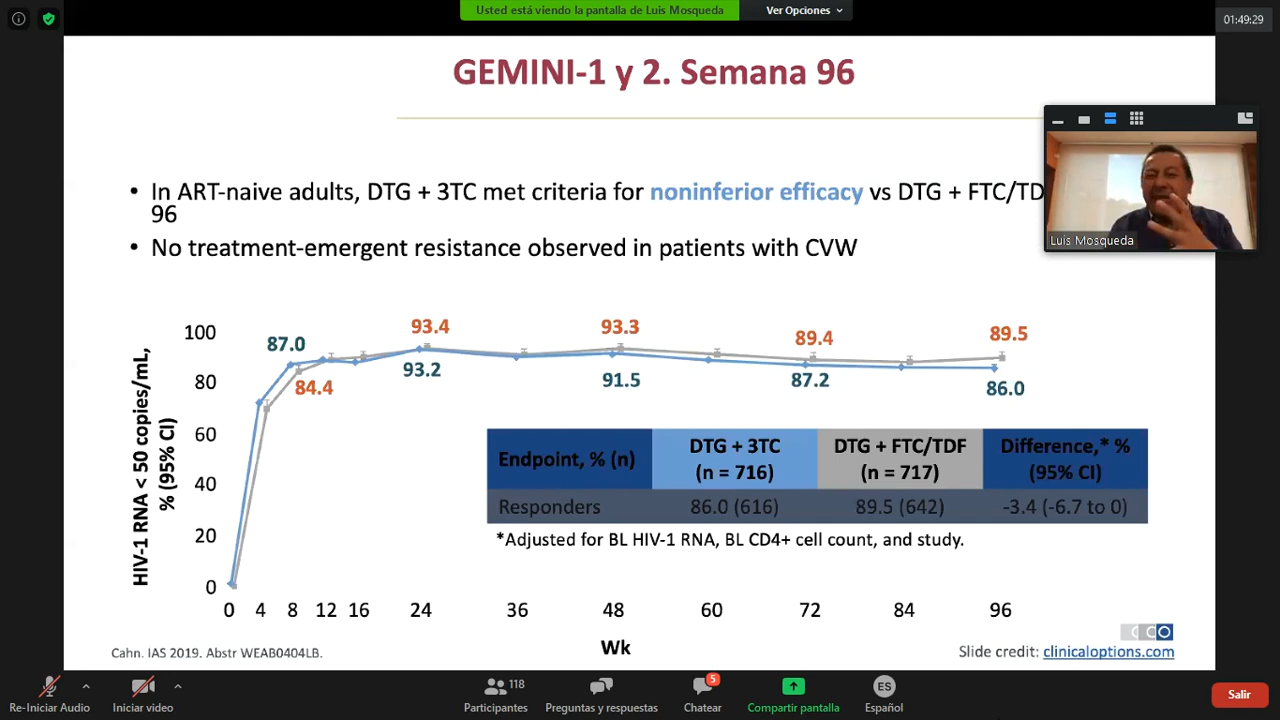 Usted está viendo la pantalla de Luis Mosqueda
Ver Opciones
01:49:29
GEMINI-1 y 2. Semana 96
• In ART-naive adults, DTG + 3TC met criteria for noninferior efficacy vs DTG + FTC/TD
96
• No treatment-emergent resistance observed in patients with CVW
Luis Mosqueda
HIV-1 RNA < 50 copies/mL,
% (95% CI)
100
80
60
40
20
0
87.0
84.4
93.4
93.2
93.3
91.5
89.4
87.2
89.5
86.0
Endpoint, % (n)
DTG + 3TC
(n = 716)
DTG + FTC/TDF
(n = 717)
Difference,* %
(95% CI)
Responders
86.0 (616)
89.5 (642)
-3.4 (-6.7 to 0)
*Adjusted for BL HIV-1 RNA, BL CD4+ cell count, and study.
0 4 8 12 16 24 36 48 60 72 84 96
Wk
Cahn. IAS 2019. Abstr WEAB0404LB.
CCO
Slide credit: clinicaloptions.com
Re-Iniciar Audio
Iniciar video
118
Participantes
Preguntas y respuestas
5
Chatear
Compartir pantalla
ES
Español
Salir